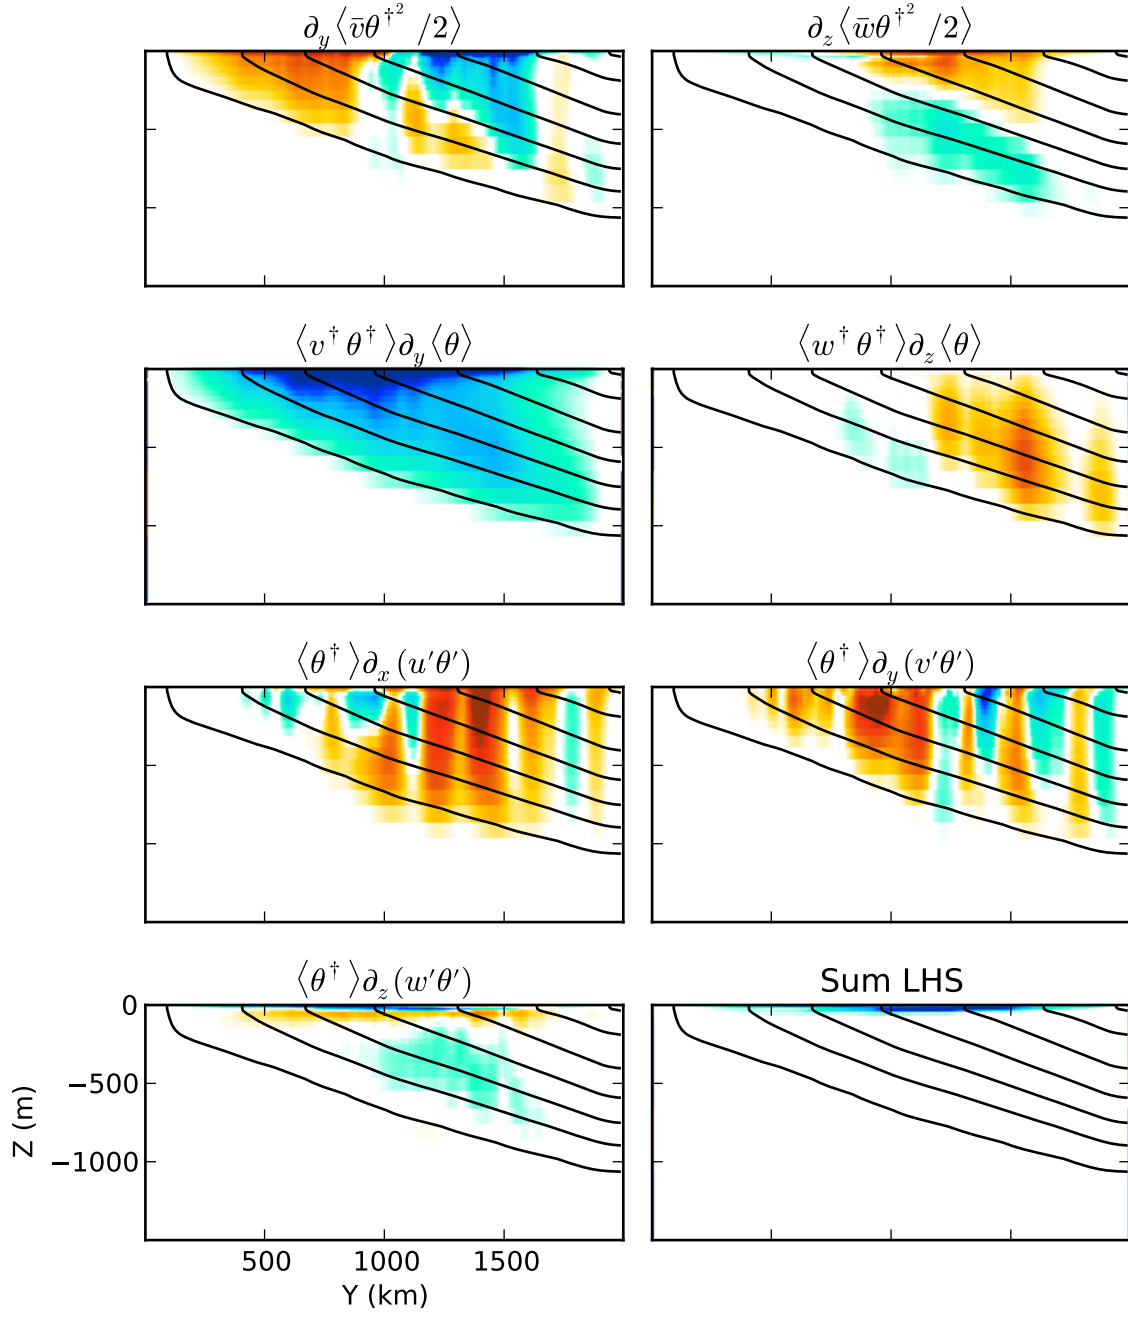 ∂_y⟨v̄θ^†² /2⟩
∂_z⟨w̄θ^†² /2⟩
⟨v^† θ^†⟩∂_y⟨θ⟩
⟨w^† θ^†⟩∂_z⟨θ⟩
⟨θ^†⟩∂_x(u′θ′)
⟨θ^†⟩∂_y(v′θ′)
⟨θ^†⟩∂_z(w′θ′)
Sum LHS
0
−500
−1000
Z (m)
500 1000 1500
Y (km)